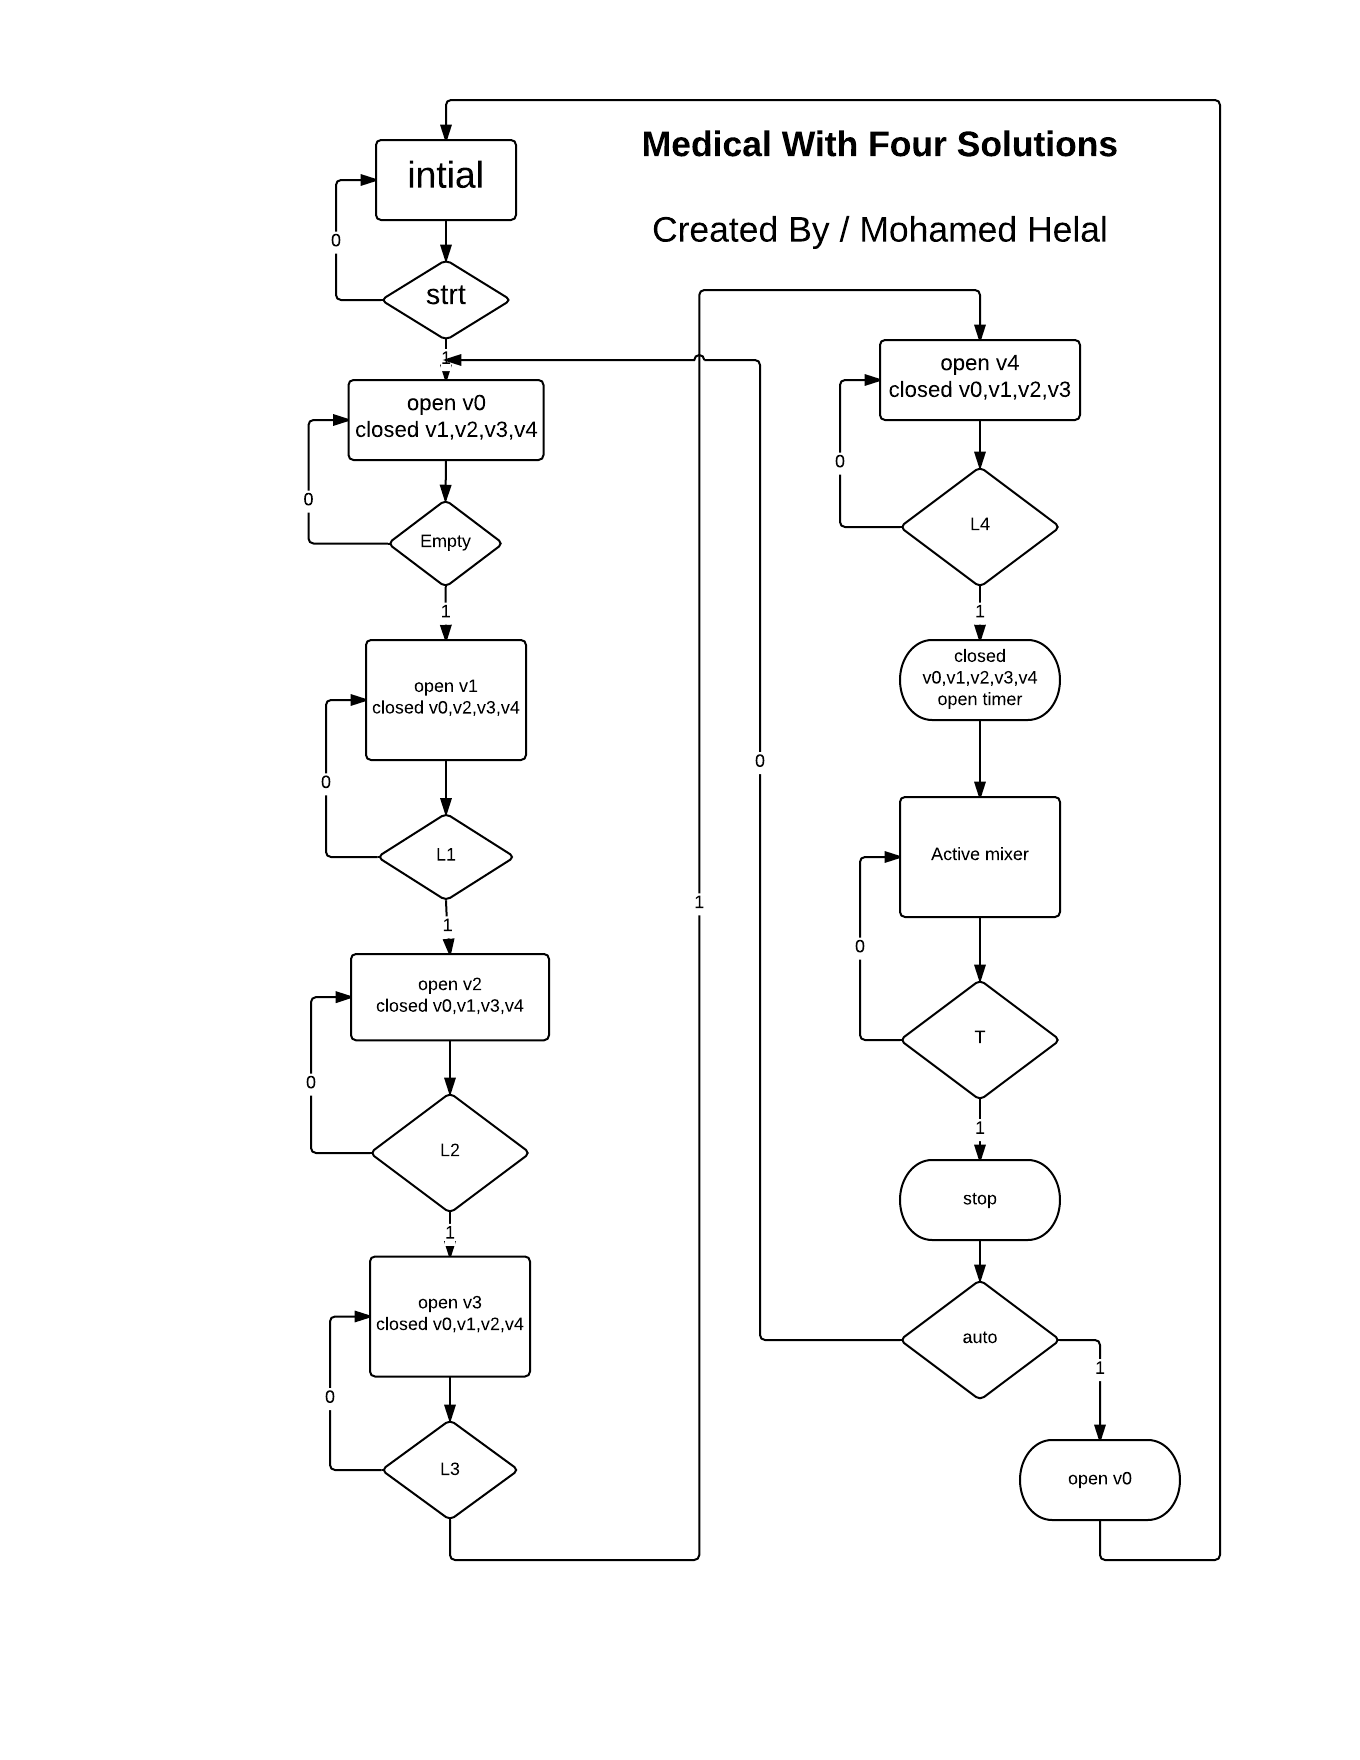 Medical With Four Solutions
Created By / Mohamed Helal
intial
0
strt
1
open v0
closed v1,v2,v3,v4
0
Empty
1
open v1
closed v0,v2,v3,v4
0
L1
1
open v2
closed v0,v1,v3,v4
0
L2
1
open v3
closed v0,v1,v2,v4
0
L3
1
open v4
closed v0,v1,v2,v3
0
L4
1
closed
v0,v1,v2,v3,v4
open timer
Active mixer
0
T
1
stop
auto
0
1
open v0